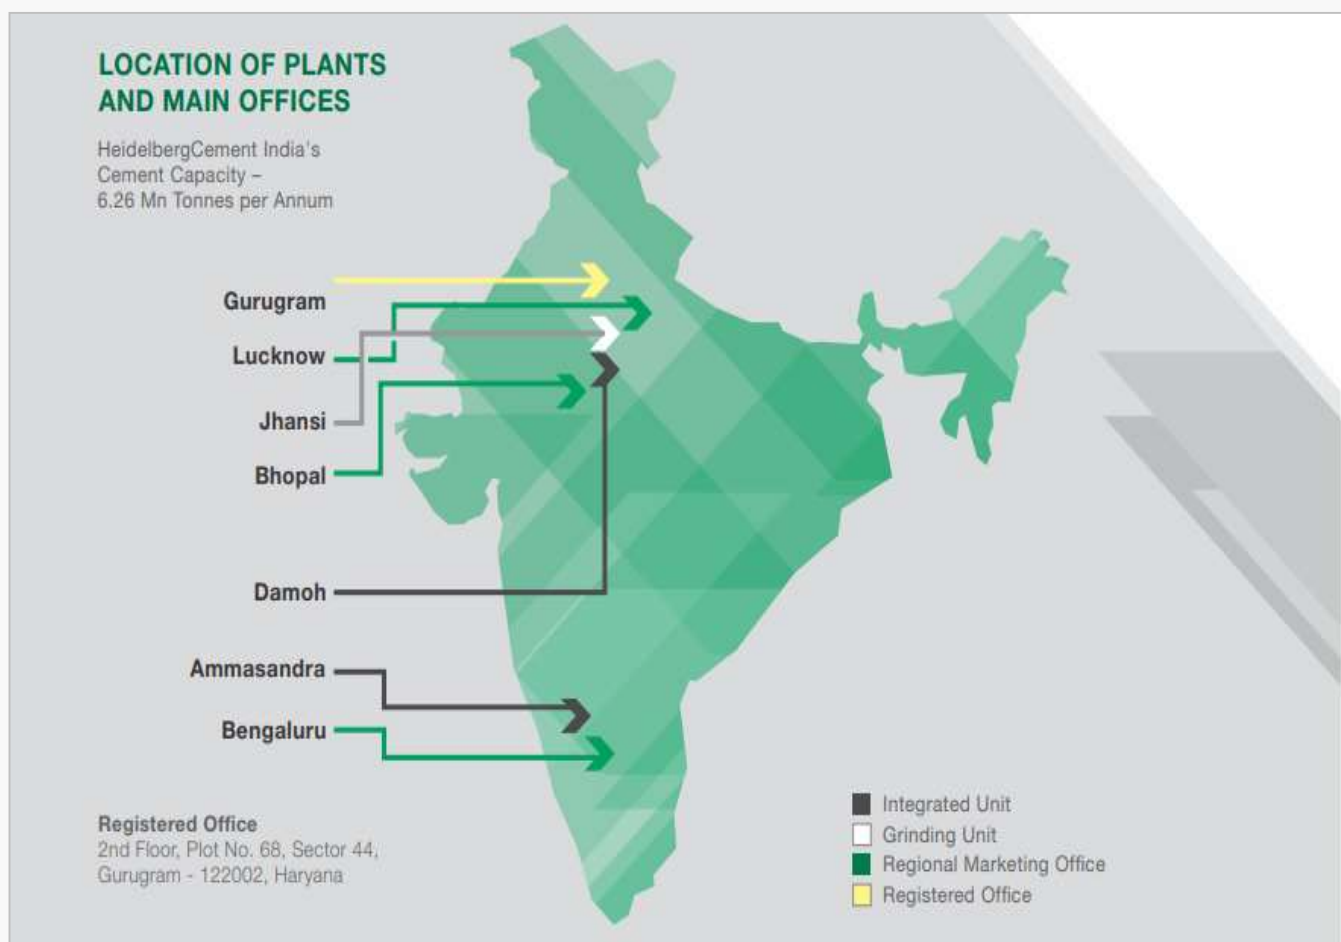 LOCATION OF PLANTS
AND MAIN OFFICES
HeidelbergCement India's
Cement Capacity –
6.26 Mn Tonnes per Annum
Gurugram
Lucknow
Jhansi
Bhopal
Damoh
Ammasandra
Bengaluru
Registered Office
2nd Floor, Plot No. 68, Sector 44,
Gurugram - 122002, Haryana
Integrated Unit
Grinding Unit
Regional Marketing Office
Registered Office